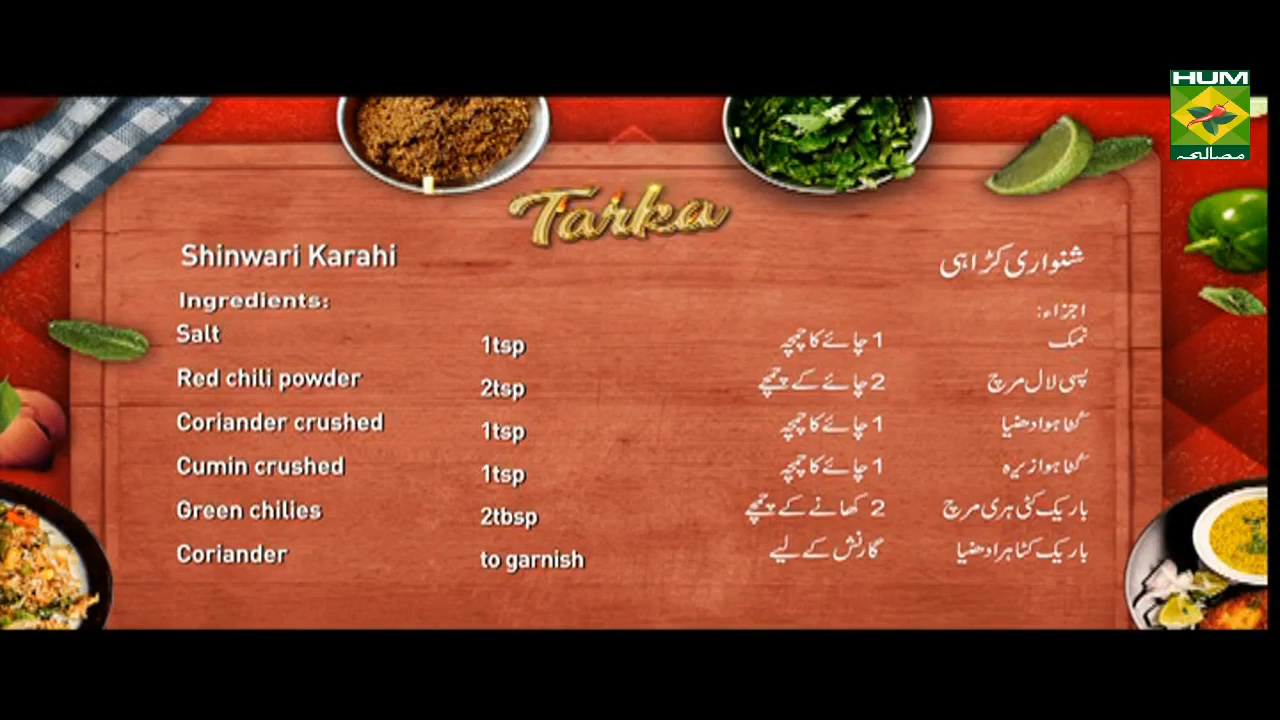 HUM
مصالحہ
Tarka
Shinwari Karahi شنواری کڑاہی
Ingredients: اجزاء:
Salt 1tsp 1 چائے کا چمچہ نمک
Red chili powder 2tsp 2 چائے کے چمچے پسی لال مرچ
Coriander crushed 1tsp 1 چائے کا چمچہ کٹا ہوا دھنیا
Cumin crushed 1tsp 1 چائے کا چمچہ کٹا ہوا زیرہ
Green chilies 2tbsp 2 کھانے کے چمچے باریک کٹی ہری مرچ
Coriander to garnish گارنش کے لیے باریک کٹا ہرا دھنیا